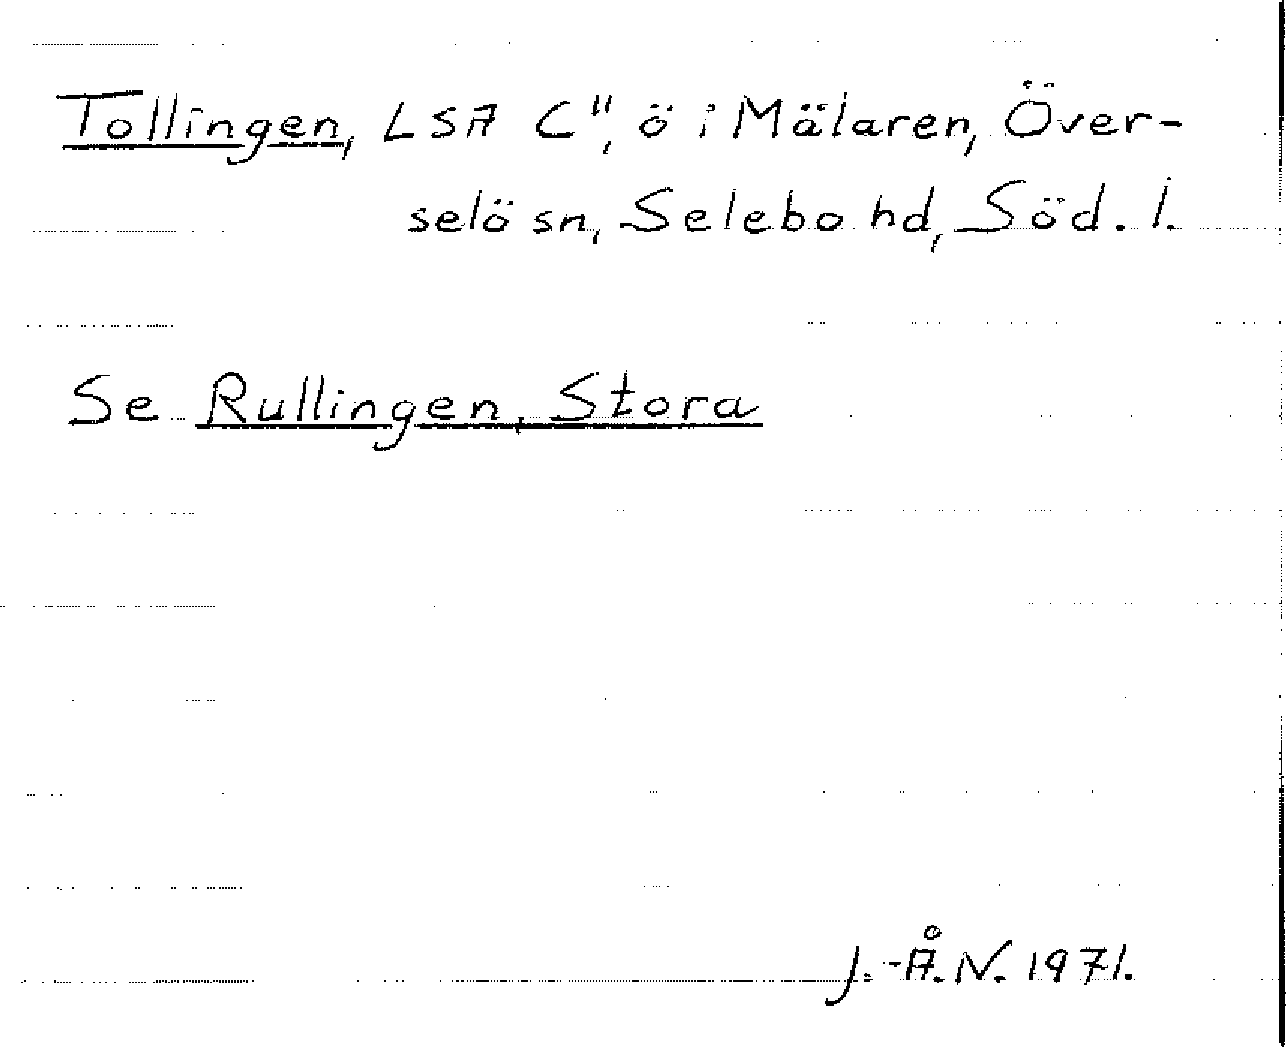 Tollingen, LSA C", ö i Mälaren, Över-
selö sn, Selebo hd, Söd. l.
Se Rullingen, Stora
J.-Å. N. 1971.